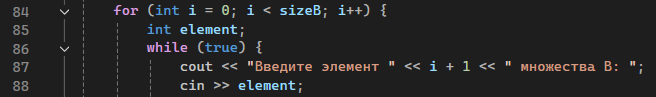 84 for (int i = 0; i < sizeB; i++) {
85 int element;
86 while (true) {
87 cout << "Введите элемент " << i + 1 << " множества B: ";
88 cin >> element;